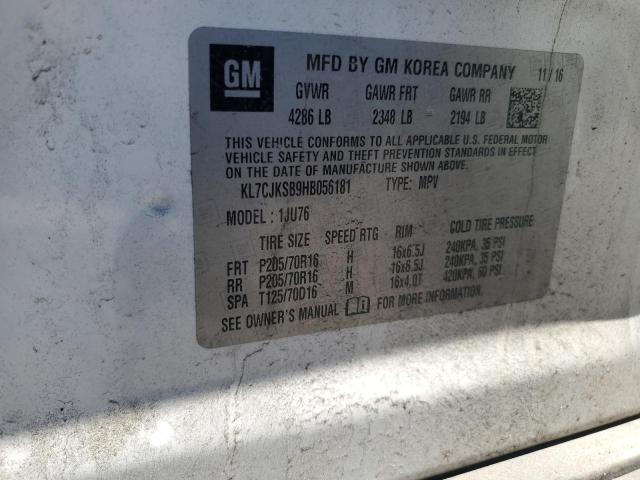 GM
MFD BY GM KOREA COMPANY 11/16
GVWR GAWR FRT GAWR RR
4286 LB 2348 LB 2194 LB
THIS VEHICLE CONFORMS TO ALL APPLICABLE U.S. FEDERAL MOTOR
VEHICLE SAFETY AND THEFT PREVENTION STANDARDS IN EFFECT
ON THE DATE OF MANUFACTURE SHOWN ABOVE.
KL7CJKSB9HB056181 TYPE: MPV
MODEL : 1JU76
TIRE SIZE SPEED RTG RIM COLD TIRE PRESSURE
FRT P205/70R16 H 16x6.5J 240KPA, 35 PSI
RR P205/70R16 H 16x6.5J 240KPA, 35 PSI
SPA T125/70D16 M 16x4.0T 420KPA, 60 PSI
SEE OWNER'S MANUAL FOR MORE INFORMATION.